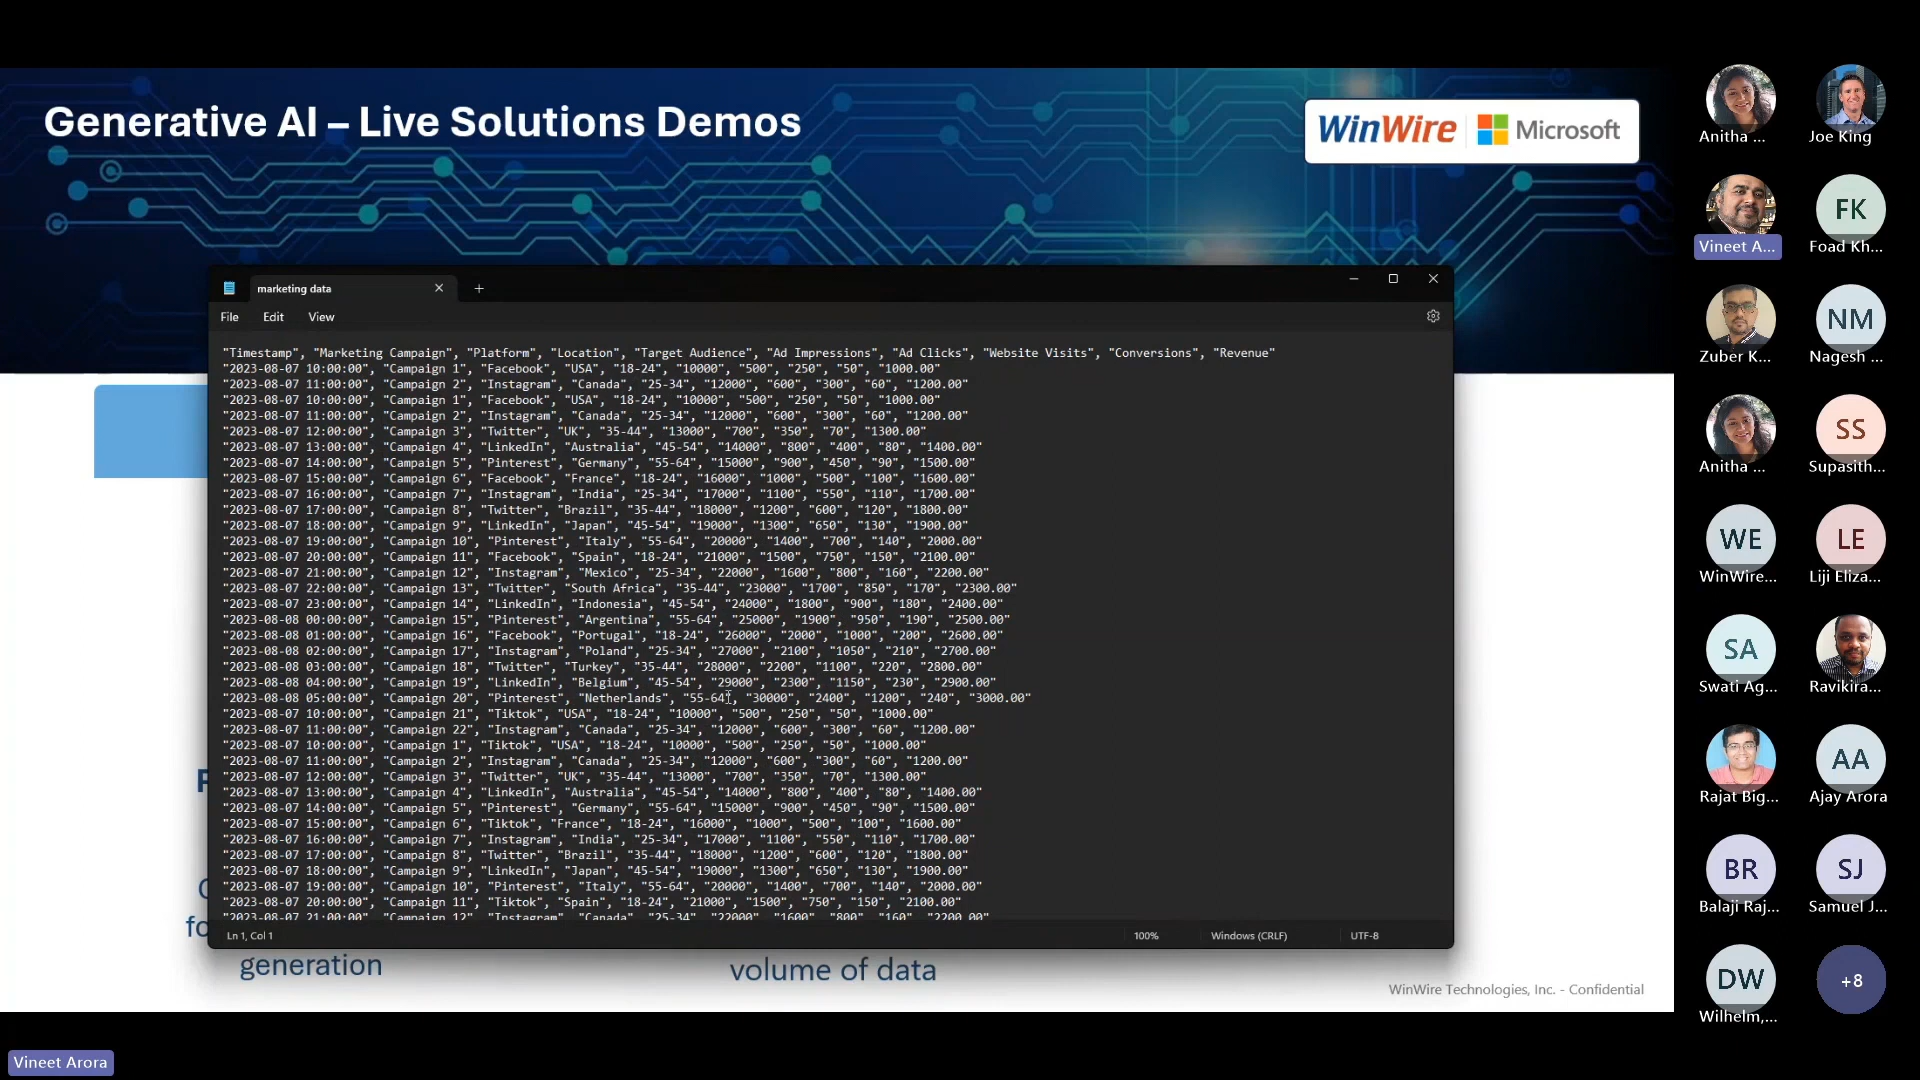 Generative AI – Live Solutions Demos
WinWire | Microsoft
marketing data
File Edit View
"Timestamp", "Marketing Campaign", "Platform", "Location", "Target Audience", "Ad Impressions", "Ad Clicks", "Website Visits", "Conversions", "Revenue"
"2023-08-07 10:00:00", "Campaign 1", "Facebook", "USA", "18-24", "10000", "500", "250", "50", "1000.00"
"2023-08-07 11:00:00", "Campaign 2", "Instagram", "Canada", "25-34", "12000", "600", "300", "60", "1200.00"
"2023-08-07 10:00:00", "Campaign 1", "Facebook", "USA", "18-24", "10000", "500", "250", "50", "1000.00"
"2023-08-07 11:00:00", "Campaign 2", "Instagram", "Canada", "25-34", "12000", "600", "300", "60", "1200.00"
"2023-08-07 12:00:00", "Campaign 3", "Twitter", "UK", "35-44", "13000", "700", "350", "70", "1300.00"
"2023-08-07 13:00:00", "Campaign 4", "LinkedIn", "Australia", "45-54", "14000", "800", "400", "80", "1400.00"
"2023-08-07 14:00:00", "Campaign 5", "Pinterest", "Germany", "55-64", "15000", "900", "450", "90", "1500.00"
"2023-08-07 15:00:00", "Campaign 6", "Facebook", "France", "18-24", "16000", "1000", "500", "100", "1600.00"
"2023-08-07 16:00:00", "Campaign 7", "Instagram", "India", "25-34", "17000", "1100", "550", "110", "1700.00"
"2023-08-07 17:00:00", "Campaign 8", "Twitter", "Brazil", "35-44", "18000", "1200", "600", "120", "1800.00"
"2023-08-07 18:00:00", "Campaign 9", "LinkedIn", "Japan", "45-54", "19000", "1300", "650", "130", "1900.00"
"2023-08-07 19:00:00", "Campaign 10", "Pinterest", "Italy", "55-64", "20000", "1400", "700", "140", "2000.00"
"2023-08-07 20:00:00", "Campaign 11", "Facebook", "Spain", "18-24", "21000", "1500", "750", "150", "2100.00"
"2023-08-07 21:00:00", "Campaign 12", "Instagram", "Mexico", "25-34", "22000", "1600", "800", "160", "2200.00"
"2023-08-07 22:00:00", "Campaign 13", "Twitter", "South Africa", "35-44", "23000", "1700", "850", "170", "2300.00"
"2023-08-07 23:00:00", "Campaign 14", "LinkedIn", "Indonesia", "45-54", "24000", "1800", "900", "180", "2400.00"
"2023-08-08 00:00:00", "Campaign 15", "Pinterest", "Argentina", "55-64", "25000", "1900", "950", "190", "2500.00"
"2023-08-08 01:00:00", "Campaign 16", "Facebook", "Portugal", "18-24", "26000", "2000", "1000", "200", "2600.00"
"2023-08-08 02:00:00", "Campaign 17", "Instagram", "Poland", "25-34", "27000", "2100", "1050", "210", "2700.00"
"2023-08-08 03:00:00", "Campaign 18", "Twitter", "Turkey", "35-44", "28000", "2200", "1100", "220", "2800.00"
"2023-08-08 04:00:00", "Campaign 19", "LinkedIn", "Belgium", "45-54", "29000", "2300", "1150", "230", "2900.00"
"2023-08-08 05:00:00", "Campaign 20", "Pinterest", "Netherlands", "55-64", "30000", "2400", "1200", "240", "3000.00"
"2023-08-07 10:00:00", "Campaign 21", "Tiktok", "USA", "18-24", "10000", "500", "250", "50", "1000.00"
"2023-08-07 11:00:00", "Campaign 22", "Instagram", "Canada", "25-34", "12000", "600", "300", "60", "1200.00"
"2023-08-07 10:00:00", "Campaign 1", "Tiktok", "USA", "18-24", "10000", "500", "250", "50", "1000.00"
"2023-08-07 11:00:00", "Campaign 2", "Instagram", "Canada", "25-34", "12000", "600", "300", "60", "1200.00"
"2023-08-07 12:00:00", "Campaign 3", "Twitter", "UK", "35-44", "13000", "700", "350", "70", "1300.00"
"2023-08-07 13:00:00", "Campaign 4", "LinkedIn", "Australia", "45-54", "14000", "800", "400", "80", "1400.00"
"2023-08-07 14:00:00", "Campaign 5", "Pinterest", "Germany", "55-64", "15000", "900", "450", "90", "1500.00"
"2023-08-07 15:00:00", "Campaign 6", "Tiktok", "France", "18-24", "16000", "1000", "500", "100", "1600.00"
"2023-08-07 16:00:00", "Campaign 7", "Instagram", "India", "25-34", "17000", "1100", "550", "110", "1700.00"
"2023-08-07 17:00:00", "Campaign 8", "Twitter", "Brazil", "35-44", "18000", "1200", "600", "120", "1800.00"
"2023-08-07 18:00:00", "Campaign 9", "LinkedIn", "Japan", "45-54", "19000", "1300", "650", "130", "1900.00"
"2023-08-07 19:00:00", "Campaign 10", "Pinterest", "Italy", "55-64", "20000", "1400", "700", "140", "2000.00"
"2023-08-07 20:00:00", "Campaign 11", "Tiktok", "Spain", "18-24", "21000", "1500", "750", "150", "2100.00"
"2023-08-07 21:00:00", "Campaign 12", "Instagram", "Canada", "25-34", "22000", "1600", "800", "160", "2200.00"
Ln 1, Col 1
100%
Windows (CRLF)
UTF-8
generation
volume of data
WinWire Technologies, Inc. - Confidential
Anitha ...
Joe King
Vineet A...
FK
Foad Kh...
Zuber K...
NM
Nagesh ...
Anitha ...
SS
Supasith...
WE
WinWire...
LE
Liji Eliza...
SA
Swati Ag...
Ravikira...
Rajat Big...
AA
Ajay Arora
BR
Balaji Raj...
SJ
Samuel J...
DW
Wilhelm,...
+8
Vineet Arora